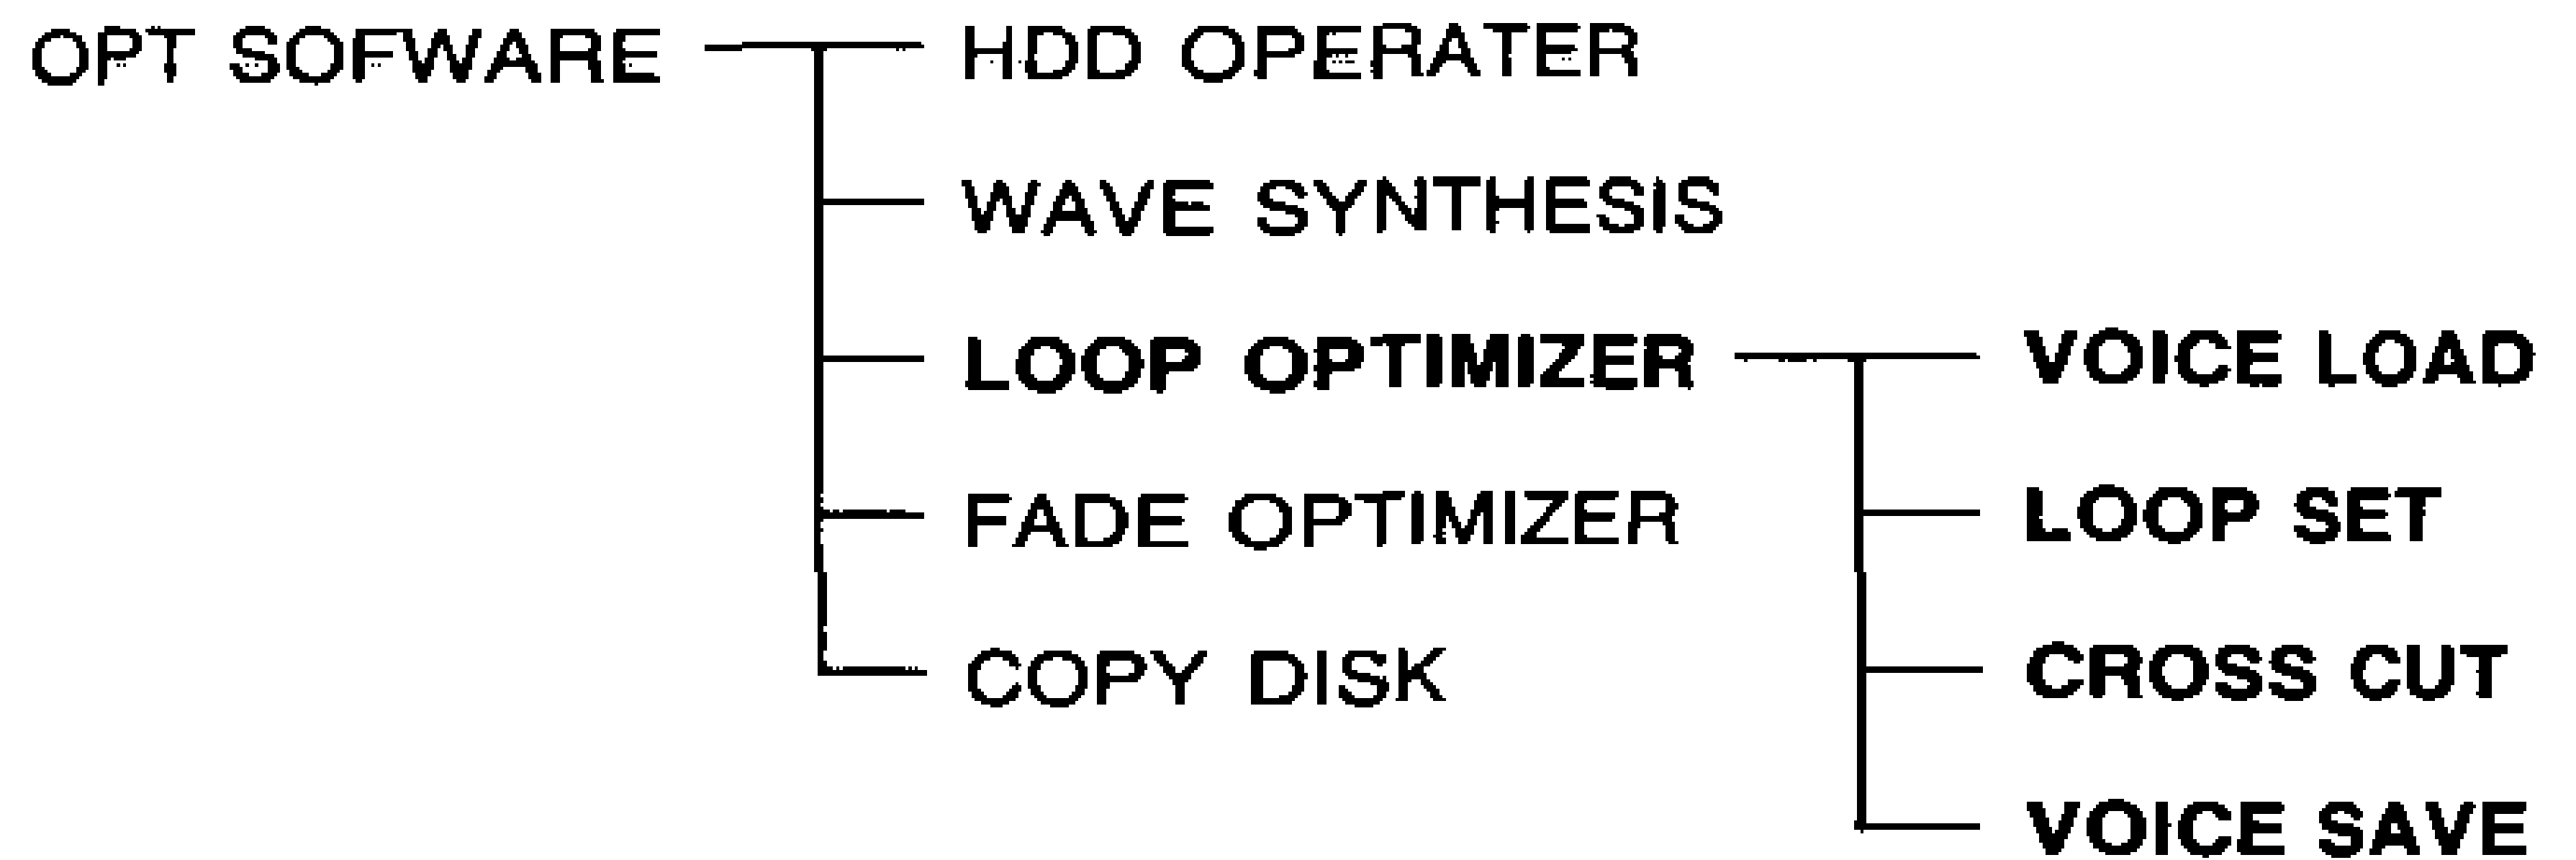 OPT SOFWARE HDD OPERATER
WAVE SYNTHESIS
LOOP OPTIMIZER VOICE LOAD
FADE OPTIMIZER LOOP SET
COPY DISK CROSS CUT
VOICE SAVE